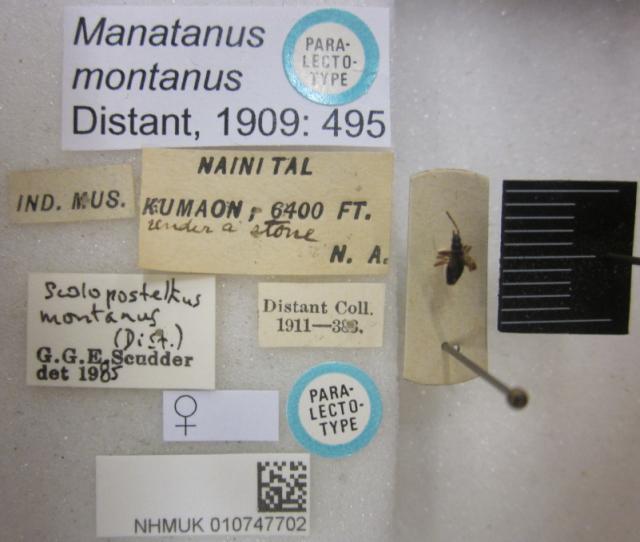 Manatanus
montanus
Distant, 1909: 495
PARA-
LECTO-
TYPE
IND. MUS.
NAINI TAL
KUMAON, 6400 FT.
under a stone
N. A.
Scolopostethus
montanus
(Dist.)
G.G.E. Scudder
det 1985
Distant Coll.
1911—383.
♀
PARA-
LECTO-
TYPE
NHMUK 010747702